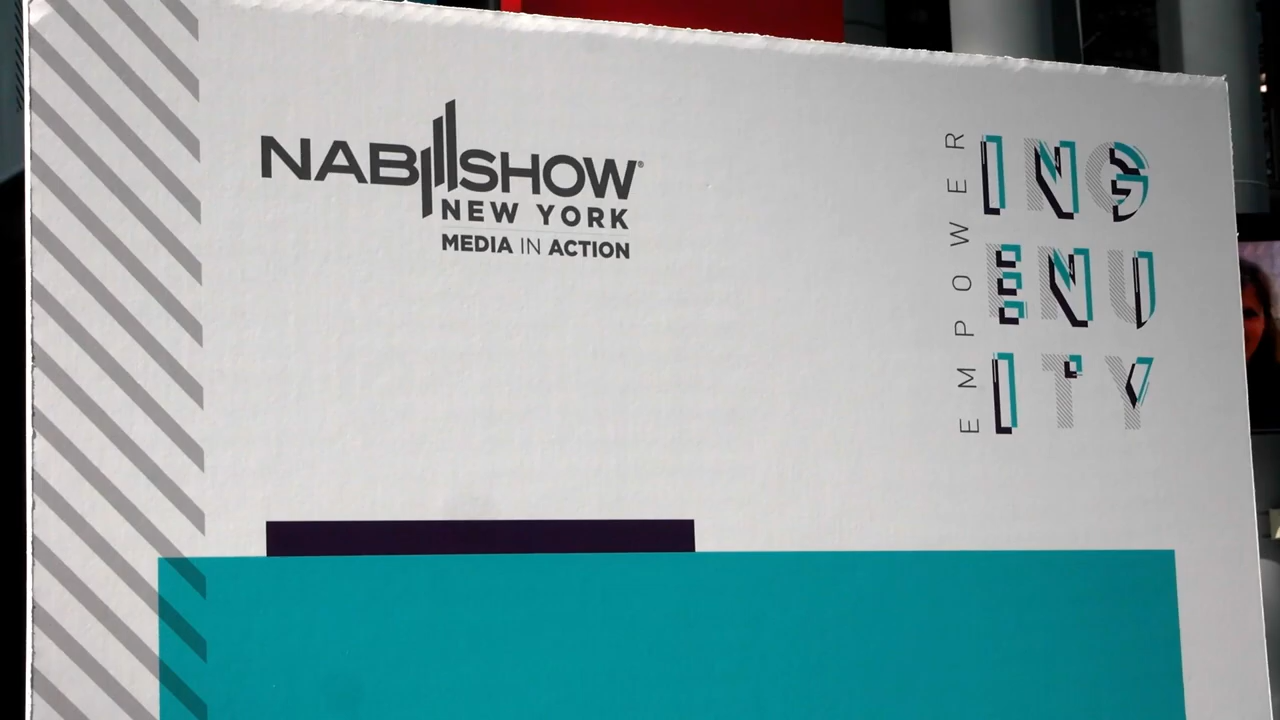 NAB SHOW®
NEW YORK
MEDIA IN ACTION
EMPOWER
ING
ENU
ITY